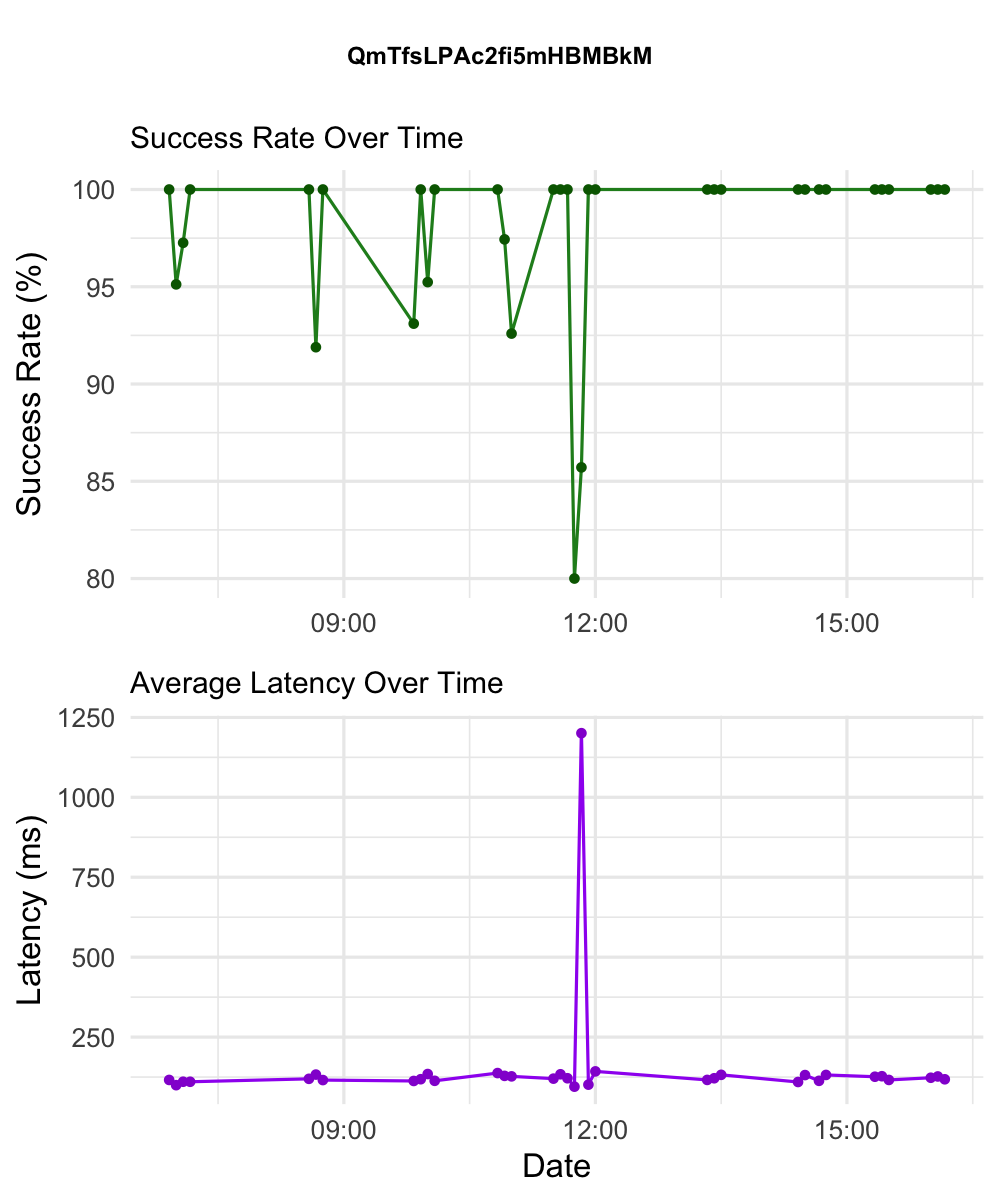 QmTfsLPAc2fi5mHBMBkM
Success Rate Over Time
Success Rate (%)
100
95
90
85
80
09:00 12:00 15:00
Average Latency Over Time
Latency (ms)
1250
1000
750
500
250
09:00 12:00 15:00
Date